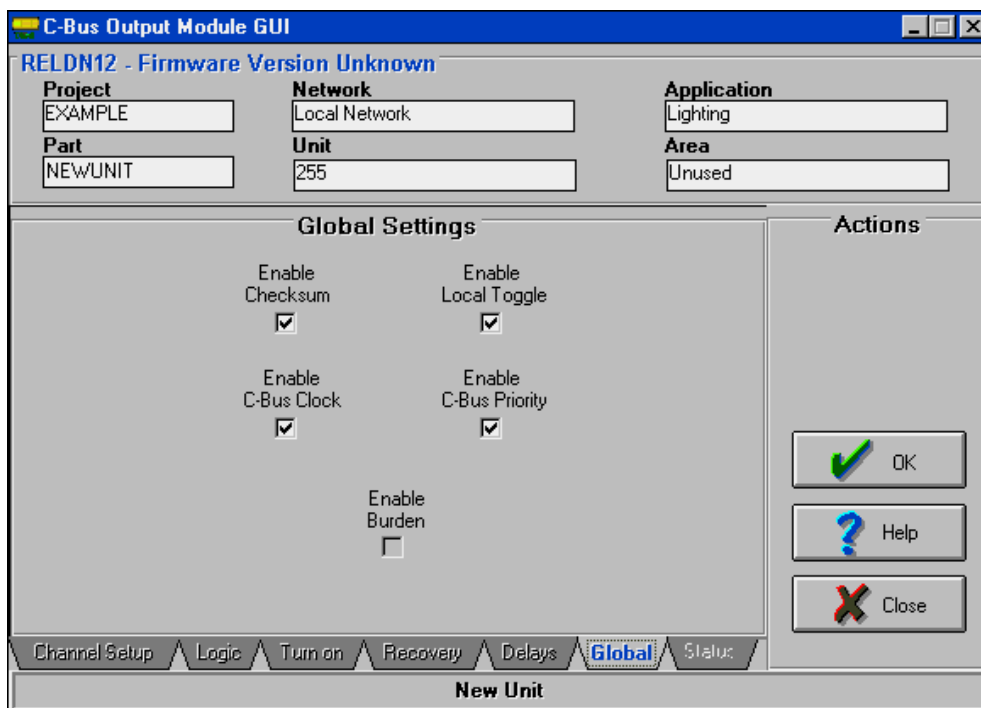 C-Bus Output Module GUI
RELDN12 - Firmware Version Unknown
Project Network Application
EXAMPLE Local Network Lighting
Part Unit Area
NEWUNIT 255 Unused
Global Settings
Actions
Enable
Checksum
Enable
Local Toggle
Enable
C-Bus Clock
Enable
C-Bus Priority
Enable
Burden
OK
Help
Close
Channel Setup Logic Turn on Recovery Delays Global Status
New Unit